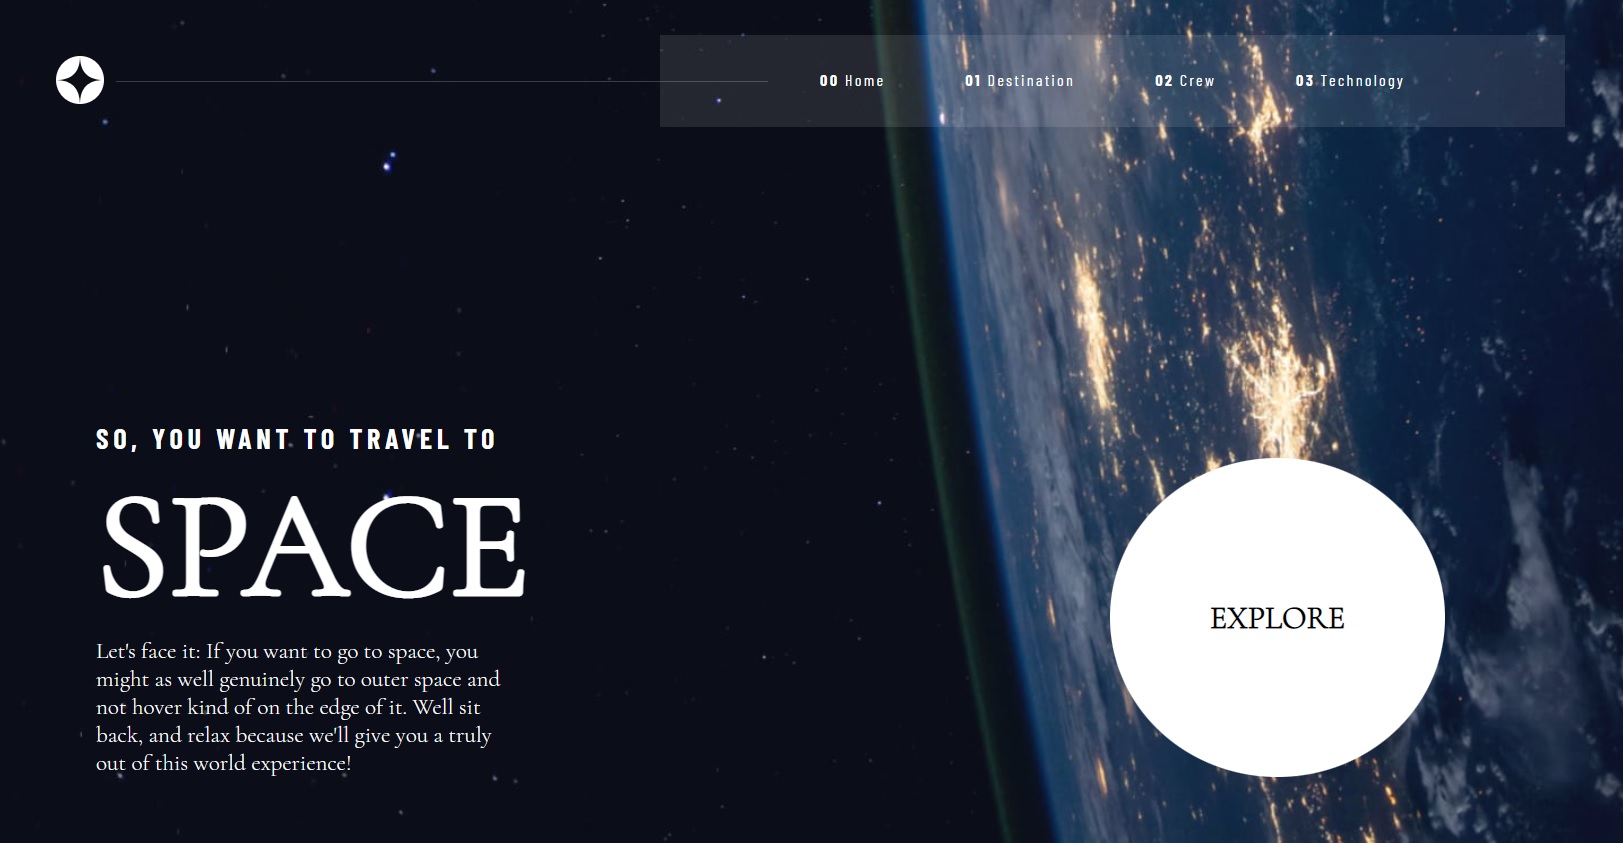 00 Home 01 Destination 02 Crew 03 Technology
SO, YOU WANT TO TRAVEL TO
SPACE
Let's face it: If you want to go to space, you
might as well genuinely go to outer space and
not hover kind of on the edge of it. Well sit
back, and relax because we'll give you a truly
out of this world experience!
EXPLORE